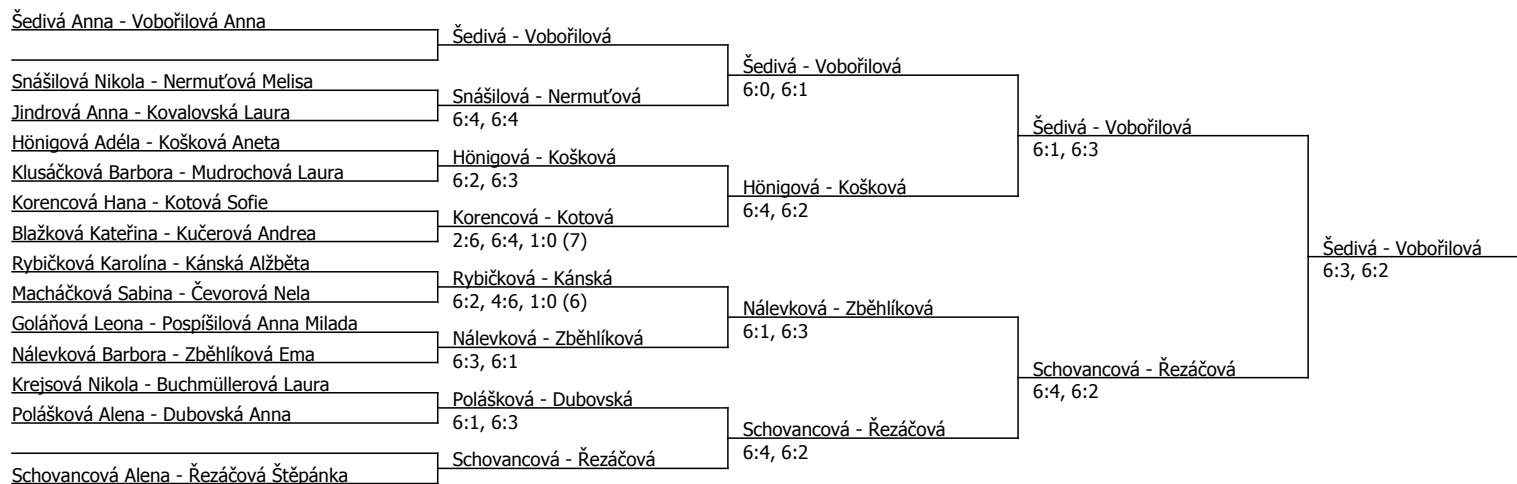 Šedivá Anna - Vobořilová Anna
Snášilová Nikola - Nermuťová Melisa
Jindrová Anna - Kovalovská Laura
Hönigová Adéla - Košková Aneta
Klusáčková Barbora - Mudrochová Laura
Korencová Hana - Kotová Sofie
Blažková Kateřina - Kučerová Andrea
Rybičková Karolína - Kánská Alžběta
Macháčková Sabina - Čevorová Nela
Goláňová Leona - Pospíšilová Anna Milada
Nálevková Barbora - Zběhlíková Ema
Krejsová Nikola - Buchmüllerová Laura
Polášková Alena - Dubovská Anna
Schovancová Alena - Řezáčová Štěpánka
Šedivá - Vobořilová
Snášilová - Nermuťová
6:4, 6:4
Hönigová - Košková
6:2, 6:3
Korencová - Kotová
2:6, 6:4, 1:0 (7)
Rybičková - Kánská
6:2, 4:6, 1:0 (6)
Nálevková - Zběhlíková
6:3, 6:1
Polášková - Dubovská
6:1, 6:3
Schovancová - Řezáčová
Šedivá - Vobořilová
6:0, 6:1
Hönigová - Košková
6:4, 6:2
Nálevková - Zběhlíková
6:1, 6:3
Schovancová - Řezáčová
6:4, 6:2
Šedivá - Vobořilová
6:1, 6:3
Schovancová - Řezáčová
6:4, 6:2
Šedivá - Vobořilová
6:3, 6:2